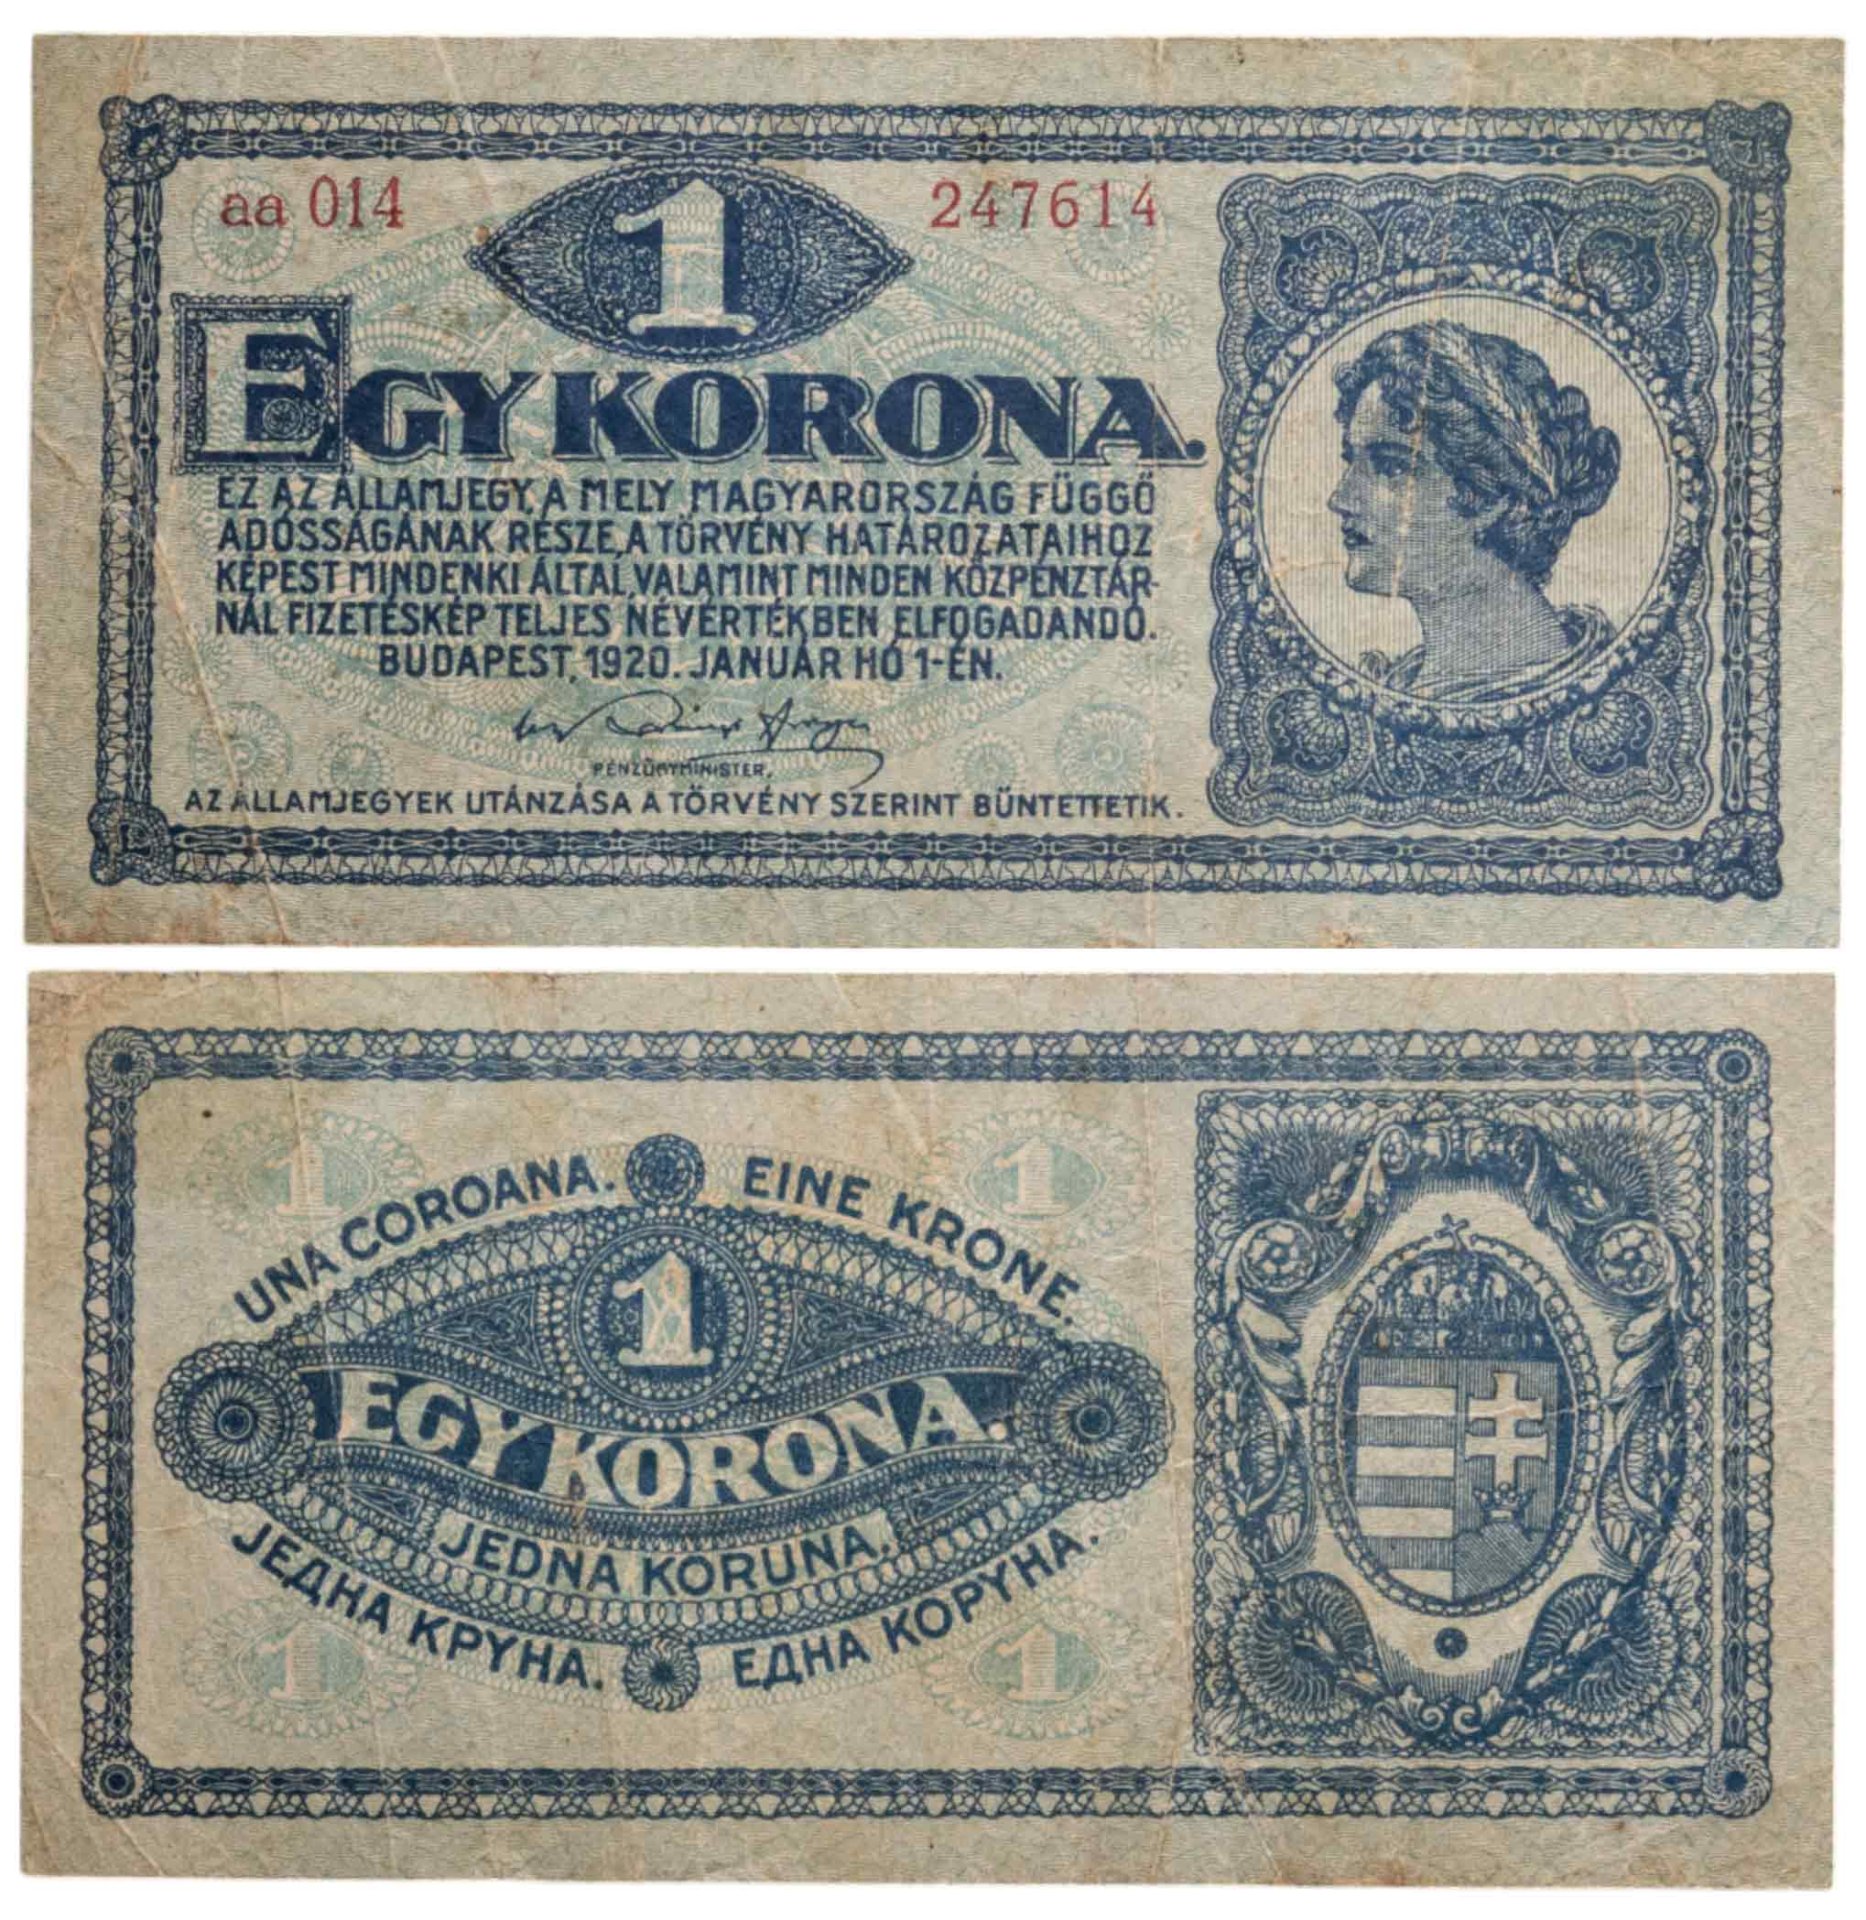 aa 014
247614
1
EGY KORONA.
EZ AZ ÁLLAMJEGY, A MELY MAGYARORSZÁG FÜGGŐ
ADÓSSÁGÁNAK RÉSZE, A TÖRVÉNY HATÁROZATAIHOZ
KÉPEST MINDENKI ÁLTAL, VALAMINT MINDEN KÖZPÉNZTÁR-
NÁL FIZETÉSKÉP TELJES NÉVÉRTÉKBEN ELFOGADANDÓ.
BUDAPEST, 1920. JANUÁR HÓ 1-ÉN.
PÉNZÜGYMINISTER,
AZ ÁLLAMJEGYEK UTÁNZÁSA A TÖRVÉNY SZERINT BÜNTETTETIK.
1
1
UNA COROANA.
EINE KRONE.
1
EGY KORONA.
JEDNA KORUNA.
ЈЕДНА КРУНА.
ЕДНА КОРУНА.
1
1